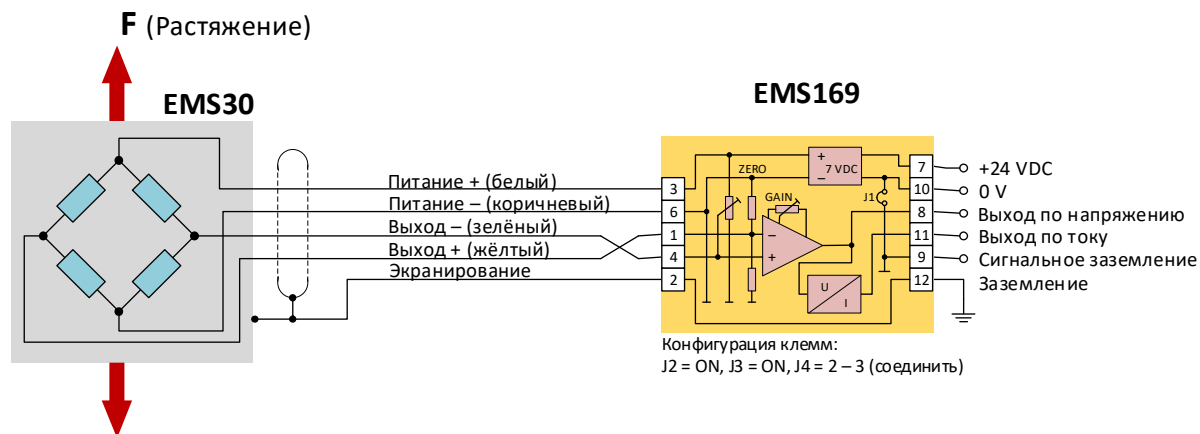 F (Растяжение)
EMS30
EMS169
Питание + (белый)
Питание – (коричневый)
Выход – (зелёный)
Выход + (жёлтый)
Экранирование
3
6
1
4
2
ZERO
GAIN
+
–
7 VDC
J1
–
+
U
I
7
10
8
11
9
12
+24 VDC
0 V
Выход по напряжению
Выход по току
Сигнальное заземление
Заземление
Конфигурация клемм:
J2 = ON, J3 = ON, J4 = 2 – 3 (соединить)